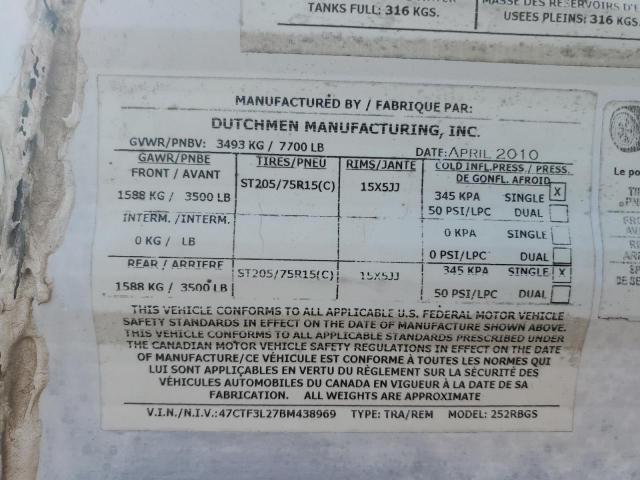 TANKS FULL: 316 KGS.
MASSE DES RÉSERVOIRS D'
USEES PLEINS: 316 KGS.
MANUFACTURED BY / FABRIQUE PAR:
DUTCHMEN MANUFACTURING, INC.
GVWR/PNBV: 3493 KG / 7700 LB DATE: APRIL 2010
GAWR/PNBE TIRES/PNEU RIMS/JANTE COLD INFL.PRESS / PRESS.
DE GONFL. AFROID
FRONT / AVANT ST205/75R15(C) 15X5JJ
1588 KG / 3500 LB 345 KPA SINGLE X
50 PSI/LPC DUAL
INTERM. /INTERM. 0 KPA SINGLE
0 KG / LB
0 PSI/LPC DUAL
REAR / ARRIERE ST205/75R15(C) 15X5JJ 345 KPA SINGLE X
1588 KG / 3500 LB 50 PSI/LPC DUAL
THIS VEHICLE CONFORMS TO ALL APPLICABLE U.S. FEDERAL MOTOR VEHICLE
SAFETY STANDARDS IN EFFECT ON THE DATE OF MANUFACTURE SHOWN ABOVE.
THIS VEHICLE CONFORMS TO ALL APPLICABLE STANDARDS PRESCRIBED UNDER
THE CANADIAN MOTOR VEHICLE SAFETY REGULATIONS IN EFFECT ON THE DATE
OF MANUFACTURE/CE VÉHICULE EST CONFORME À TOUTES LES NORMES QUI
LUI SONT APPLICABLES EN VERTU DU RÈGLEMENT SUR LA SÉCURITÉ DES
VÉHICULES AUTOMOBILES DU CANADA EN VIGUEUR À LA DATE DE SA
FABRICATION. ALL WEIGHTS ARE APPROXIMATE
V.I.N./N.I.V.: 47CTF3L27BM438969 TYPE: TRA/REM MODEL: 252RBGS
Le po